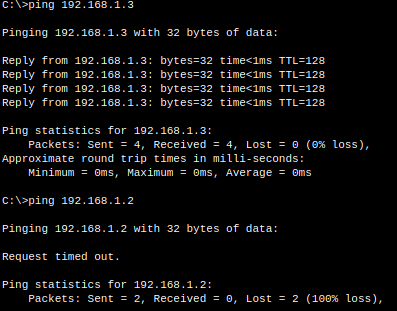 C:\>ping 192.168.1.3
Pinging 192.168.1.3 with 32 bytes of data:
Reply from 192.168.1.3: bytes=32 time<1ms TTL=128
Reply from 192.168.1.3: bytes=32 time<1ms TTL=128
Reply from 192.168.1.3: bytes=32 time<1ms TTL=128
Reply from 192.168.1.3: bytes=32 time<1ms TTL=128
Ping statistics for 192.168.1.3:
    Packets: Sent = 4, Received = 4, Lost = 0 (0% loss),
Approximate round trip times in milli-seconds:
    Minimum = 0ms, Maximum = 0ms, Average = 0ms
C:\>ping 192.168.1.2
Pinging 192.168.1.2 with 32 bytes of data:
Request timed out.
Ping statistics for 192.168.1.2:
    Packets: Sent = 2, Received = 0, Lost = 2 (100% loss),